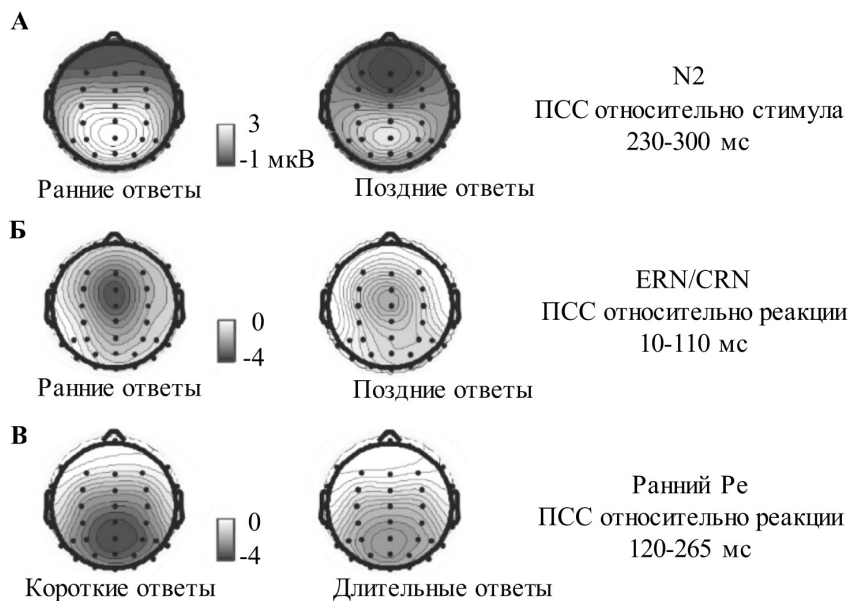 А
3
-1 мкВ
Ранние ответы
Поздние ответы
N2
ПСС относительно стимула
230-300 мс
Б
0
-4
Ранние ответы
Поздние ответы
ERN/CRN
ПСС относительно реакции
10-110 мс
В
0
-4
Короткие ответы
Длительные ответы
Ранний Pe
ПСС относительно реакции
120-265 мс